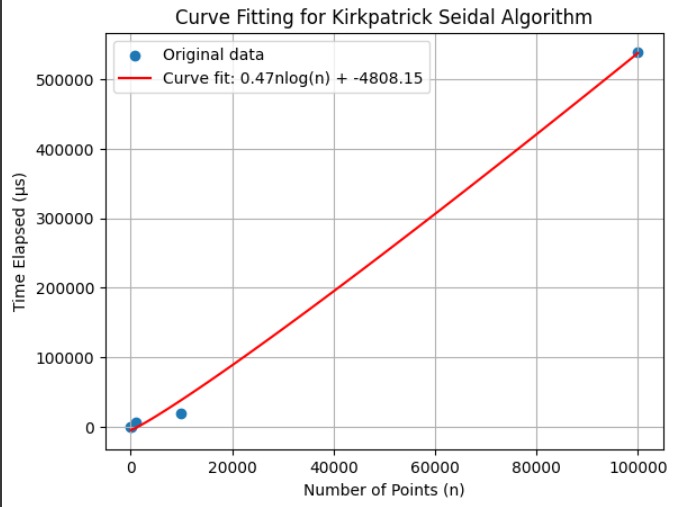 Curve Fitting for Kirkpatrick Seidal Algorithm
Original data
Curve fit: 0.47nlog(n) + -4808.15
Time Elapsed (μs)
500000
400000
300000
200000
100000
0
0 20000 40000 60000 80000 100000
Number of Points (n)